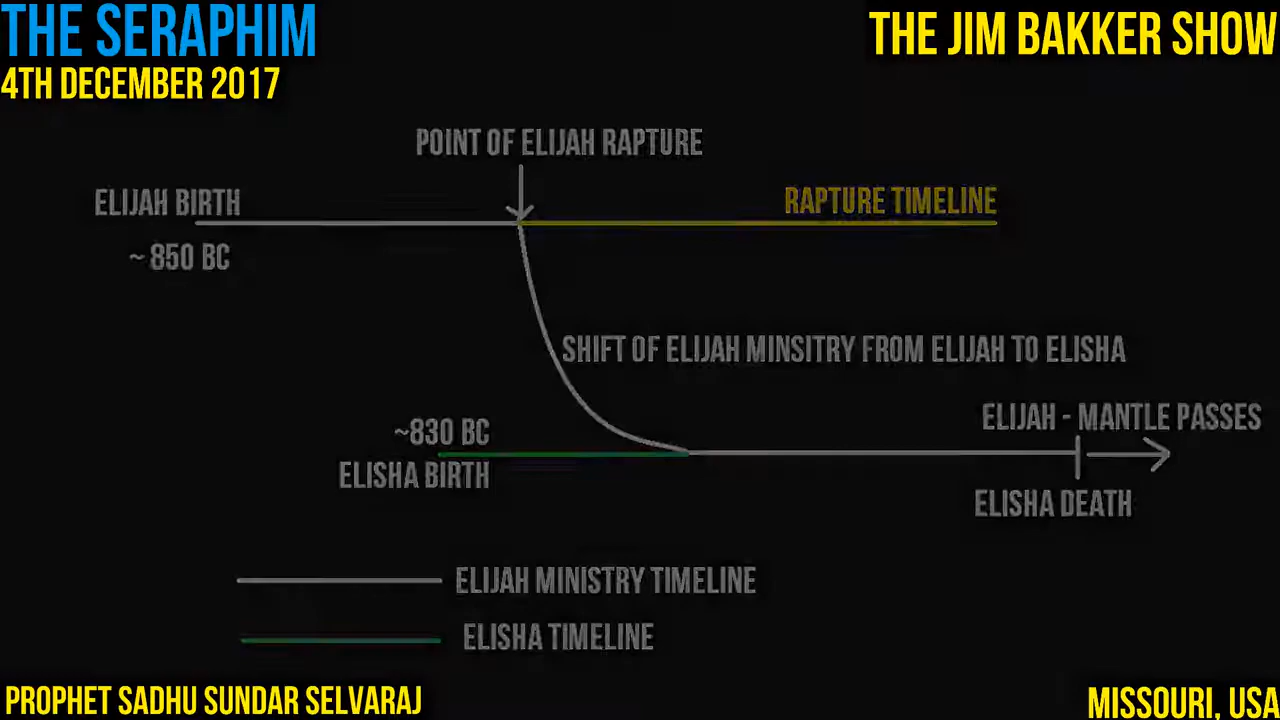 THE SERAPHIM
THE JIM BAKKER SHOW
4TH DECEMBER 2017
POINT OF ELIJAH RAPTURE
ELIJAH BIRTH
RAPTURE TIMELINE
~ 850 BC
SHIFT OF ELIJAH MINSITRY FROM ELIJAH TO ELISHA
ELIJAH - MANTLE PASSES
~830 BC
ELISHA BIRTH
ELISHA DEATH
ELIJAH MINISTRY TIMELINE
ELISHA TIMELINE
PROPHET SADHU SUNDAR SELVARAJ
MISSOURI, USA